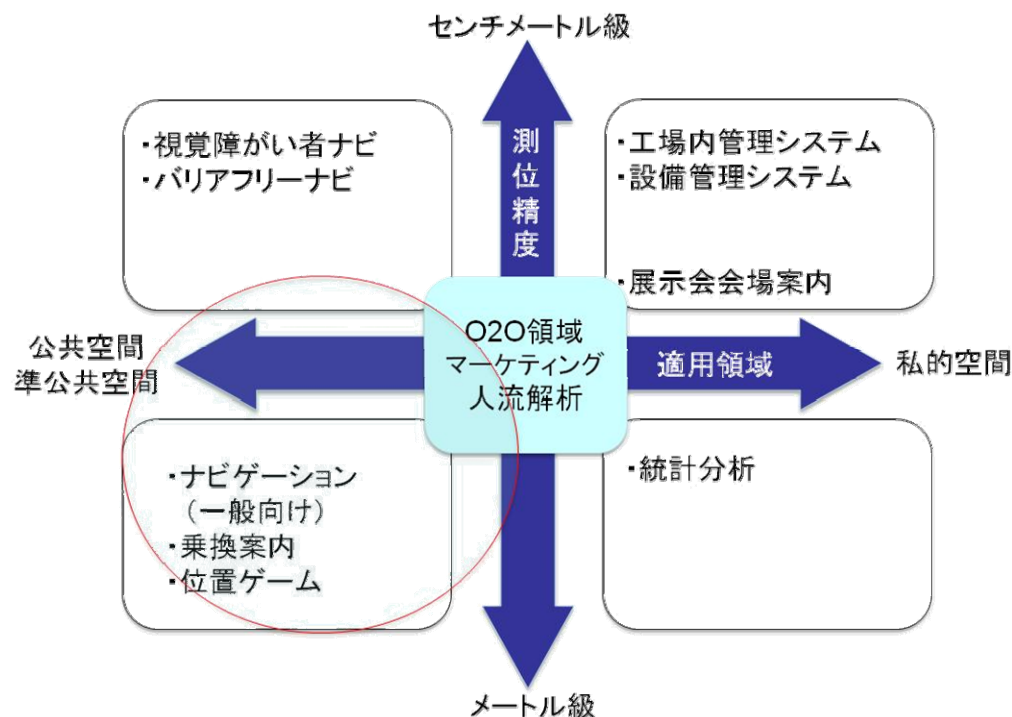 センチメートル級
・視覚障がい者ナビ
・バリアフリーナビ
測位精度
・工場内管理システム
・設備管理システム
・展示会会場案内
公共空間
準公共空間
O2O領域
マーケティング
人流解析
適用領域
私的空間
・ナビゲーション
（一般向け）
・乗換案内
・位置ゲーム
・統計分析
メートル級